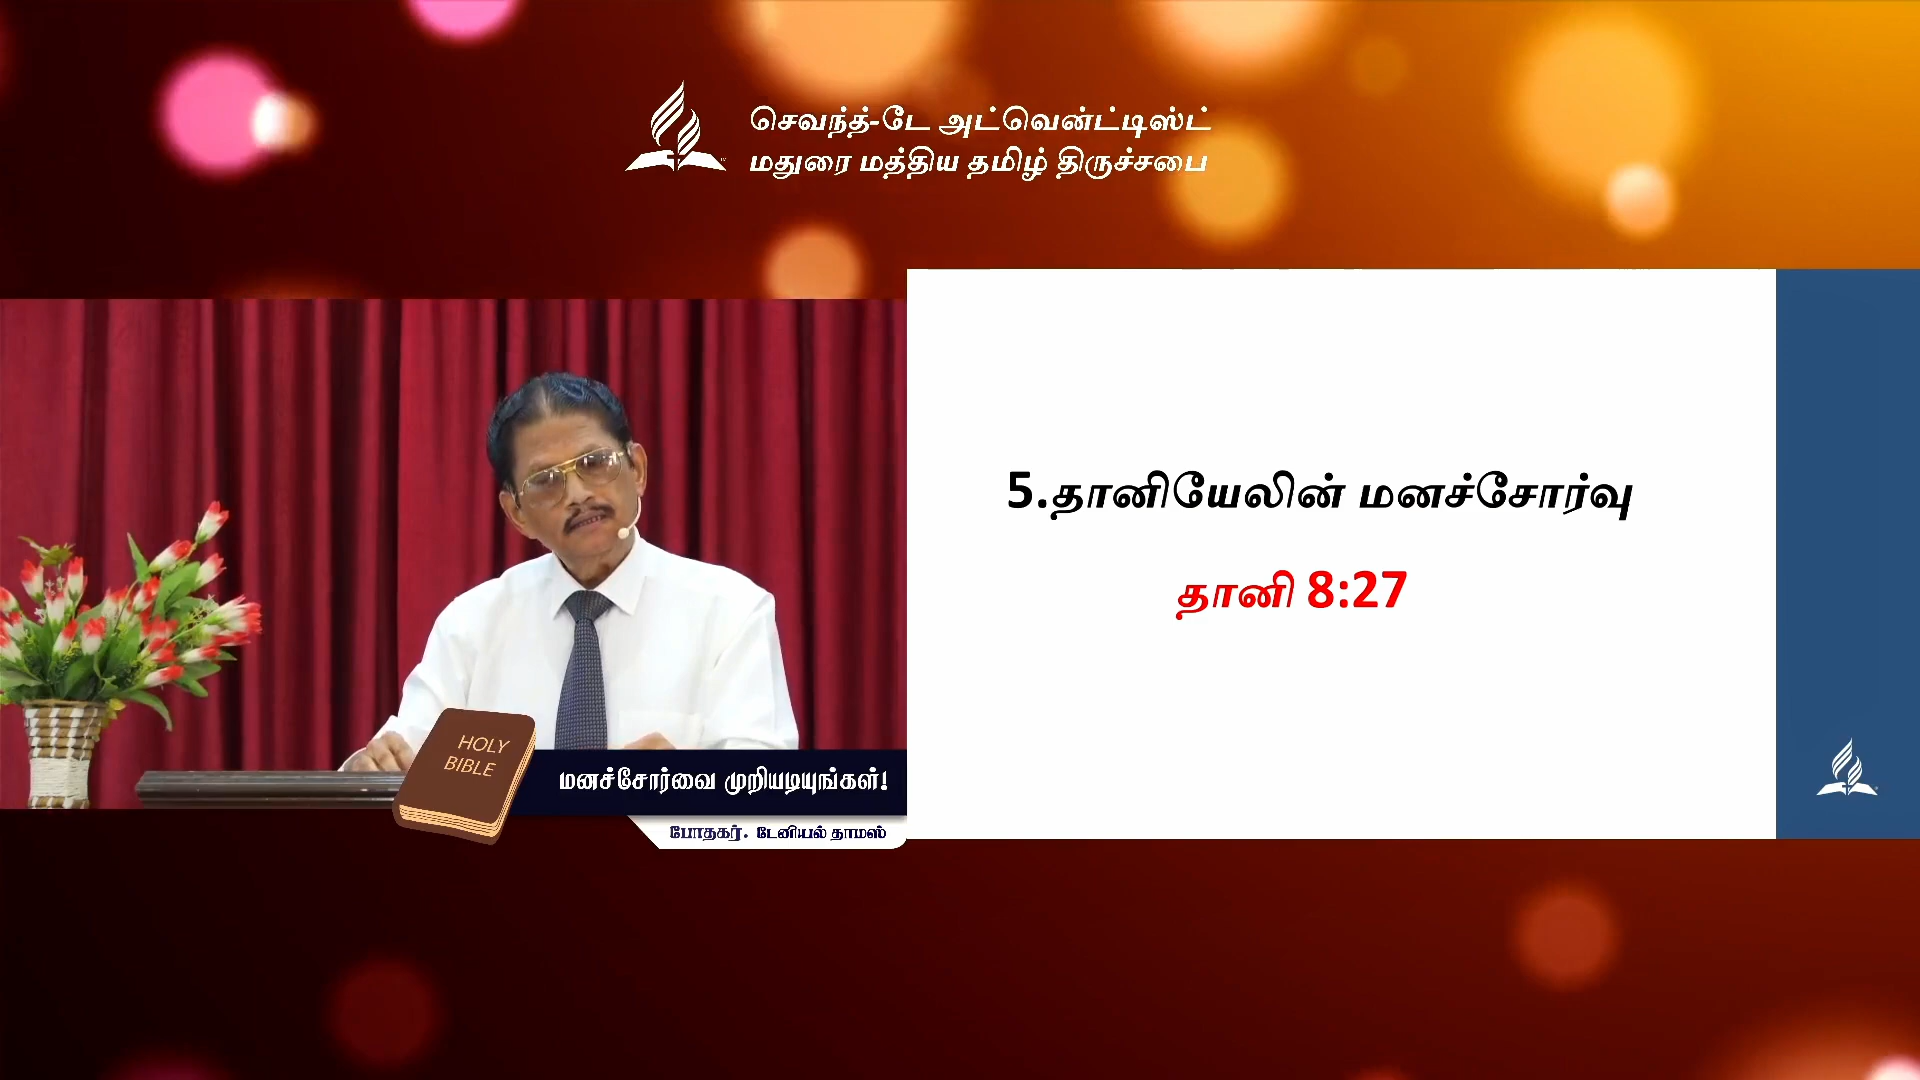 செவந்த்-டே அட்வென்ட்டிஸ்ட்
மதுரை மத்திய தமிழ் திருச்சபை
5.தானியேலின் மனச்சோர்வு
தானி 8:27
HOLY
BIBLE
மனச்சோர்வை முறியடியுங்கள்!
போதகர். டேனியல் தாமஸ்